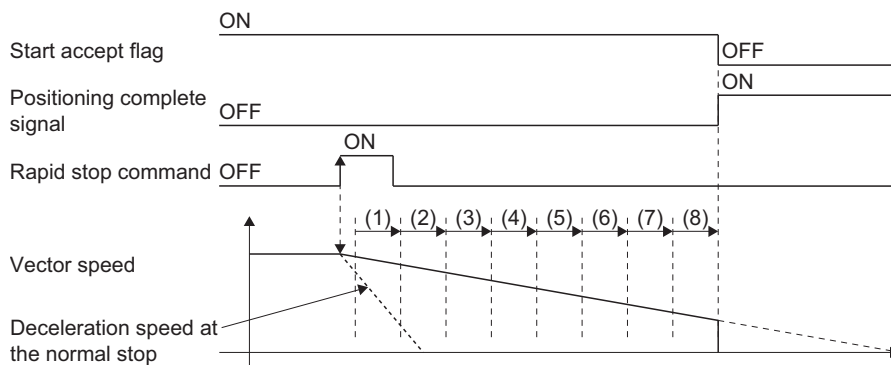 ON
Start accept flag
OFF
ON
Positioning complete
signal
OFF
ON
Rapid stop command
OFF
(1) (2) (3) (4) (5) (6) (7) (8)
Vector speed
Deceleration speed at
the normal stop